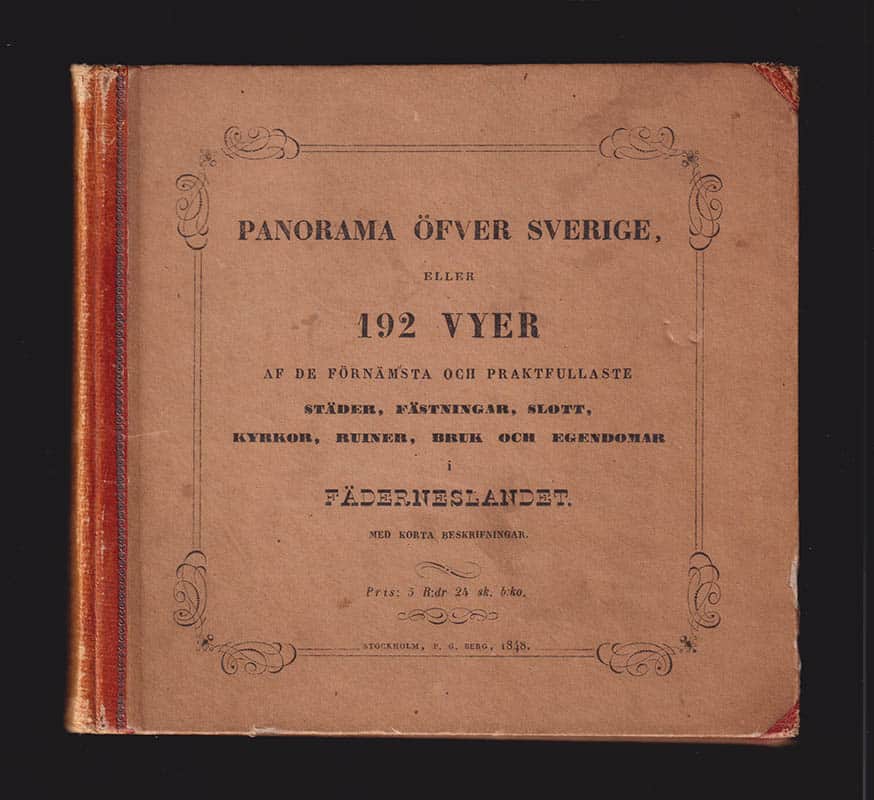 PANORAMA ÖFVER SVERIGE,
ELLER
192 VYER
AF DE FÖRNÄMSTA OCH PRAKTFULLASTE
STÄDER, FÄSTNINGAR, SLOTT,
KYRKOR, RUINER, BRUK OCH EGENDOMAR
i
FÄDERNESLANDET.
MED KORTA BESKRIFNINGAR.
Pris: 5 R:dr 24 sk. b:ko.
STOCKHOLM, P. G. BERG, 1848.